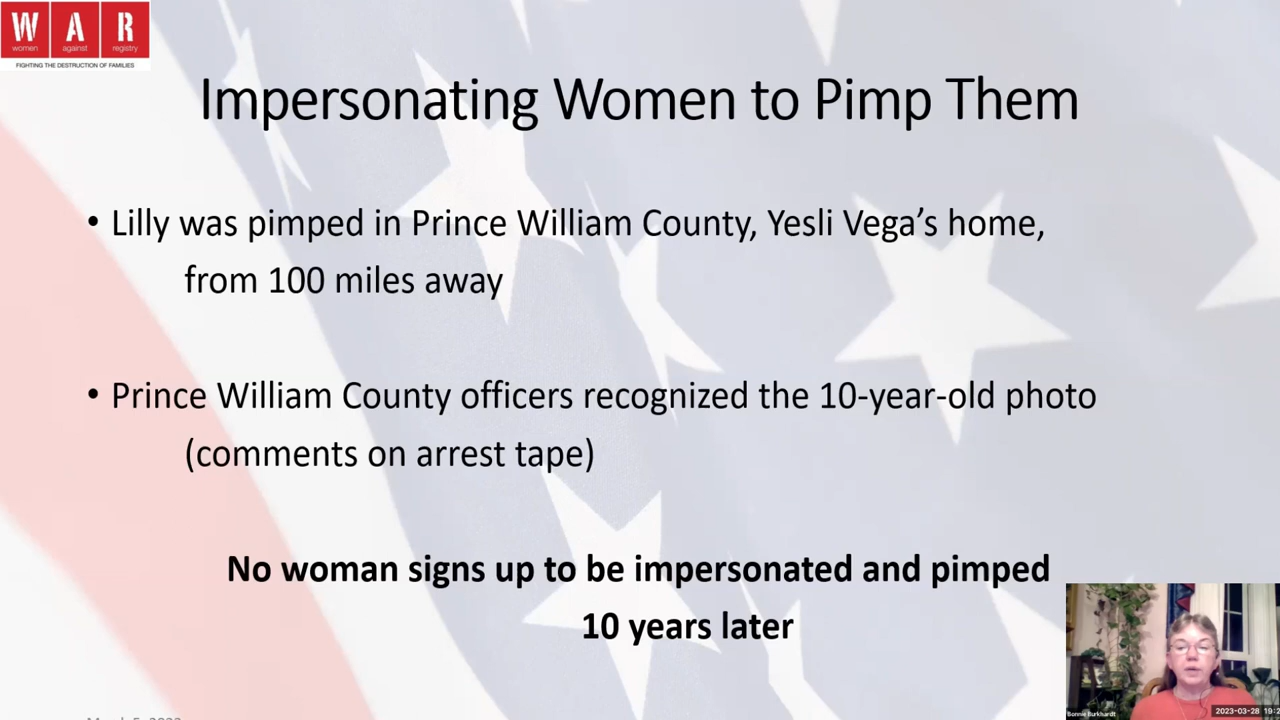 W A R
women against registry
FIGHTING THE DESTRUCTION OF FAMILIES
Impersonating Women to Pimp Them
• Lilly was pimped in Prince William County, Yesli Vega’s home,
from 100 miles away
• Prince William County officers recognized the 10-year-old photo
(comments on arrest tape)
No woman signs up to be impersonated and pimped
10 years later
Bonnie Burkhardt
2023-03-28